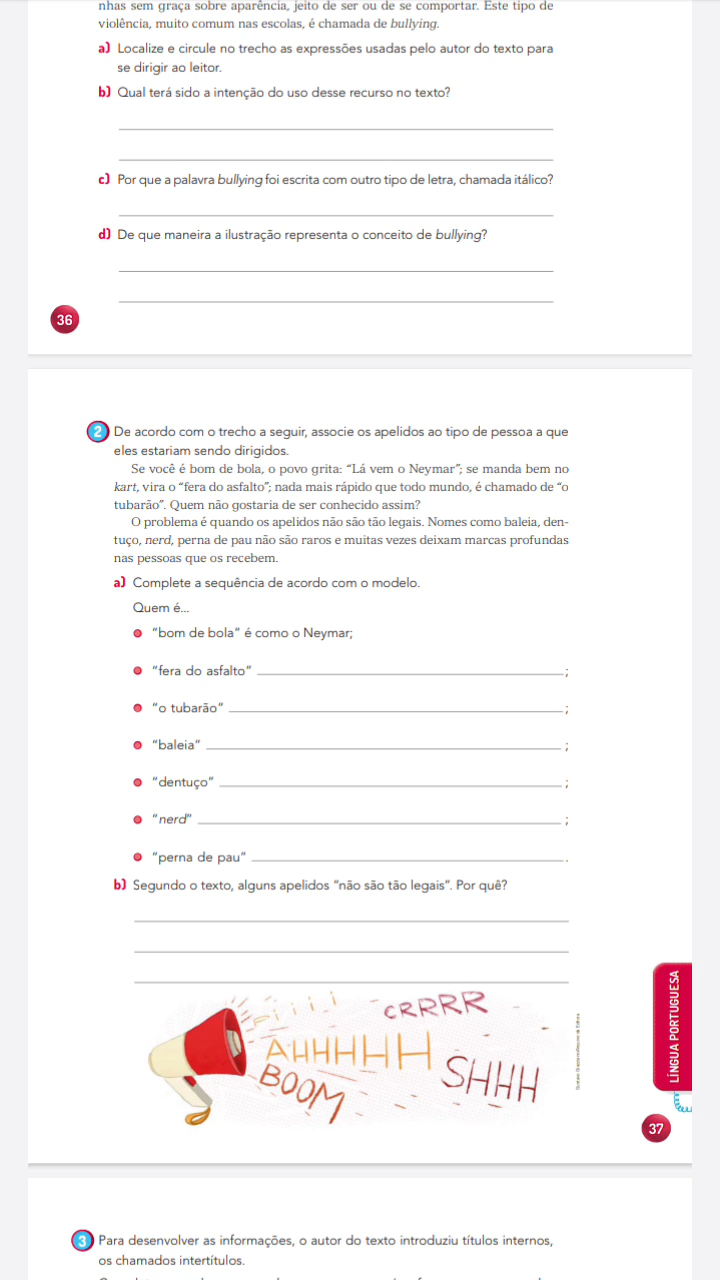 nhas sem graça sobre aparência, jeito de ser ou de se comportar. Este tipo de
violência, muito comum nas escolas, é chamada de bullying.
a) Localize e circule no trecho as expressões usadas pelo autor do texto para
se dirigir ao leitor.
b) Qual terá sido a intenção do uso desse recurso no texto?
c) Por que a palavra bullying foi escrita com outro tipo de letra, chamada itálico?
d) De que maneira a ilustração representa o conceito de bullying?
36
2 De acordo com o trecho a seguir, associe os apelidos ao tipo de pessoa a que
eles estariam sendo dirigidos.
Se você é bom de bola, o povo grita: “Lá vem o Neymar”; se manda bem no
kart, vira o “fera do asfalto”; nada mais rápido que todo mundo, é chamado de “o
tubarão”. Quem não gostaria de ser conhecido assim?
O problema é quando os apelidos não são tão legais. Nomes como baleia, den-
tuço, nerd, perna de pau não são raros e muitas vezes deixam marcas profundas
nas pessoas que os recebem.
a) Complete a sequência de acordo com o modelo.
Quem é...
"bom de bola" é como o Neymar;
"fera do asfalto" ;
"o tubarão" ;
"baleia" ;
"dentuço" ;
"nerd" ;
"perna de pau" .
b) Segundo o texto, alguns apelidos "não são tão legais". Por quê?
CRRRR
AHHHHHH
BOOM
SHHH
LÍNGUA PORTUGUESA
37
3 Para desenvolver as informações, o autor do texto introduziu títulos internos,
os chamados intertítulos.